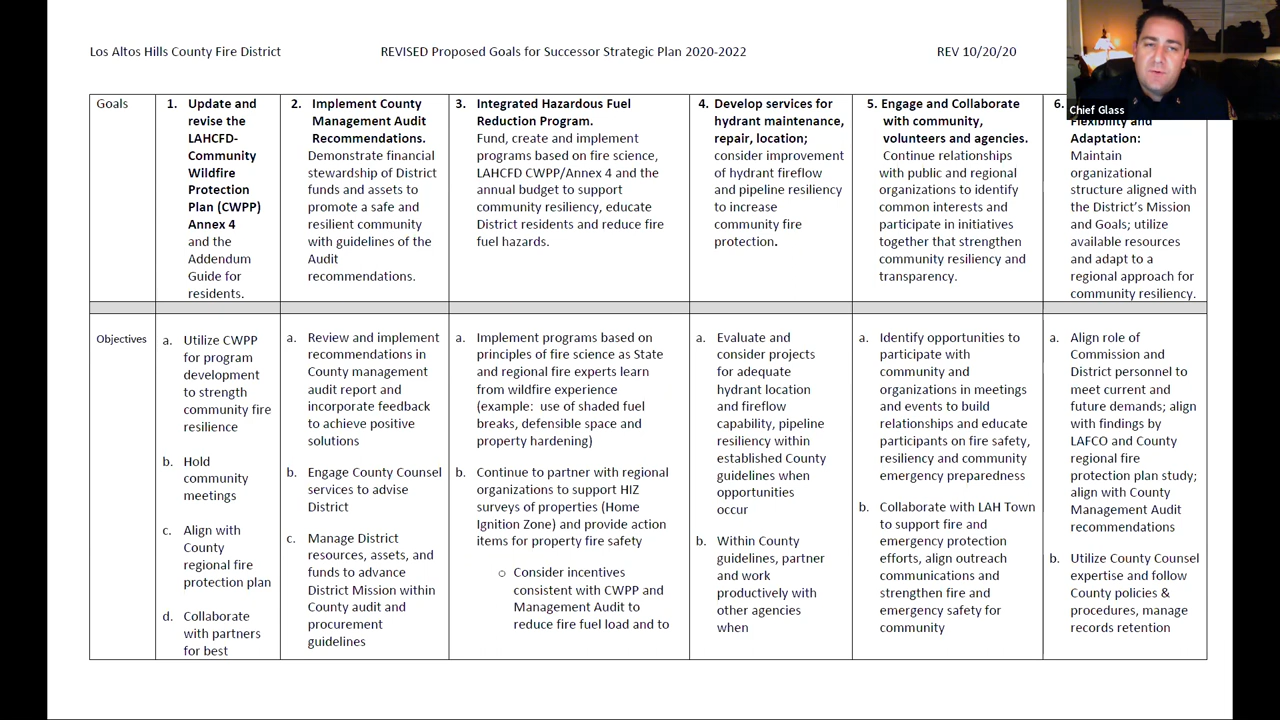 Los Altos Hills County Fire District
REVISED Proposed Goals for Successor Strategic Plan 2020-2022
REV 10/20/20
Chief Glass
Goals
1. Update and
revise the
LAHCFD-
Community
Wildfire
Protection
Plan (CWPP)
Annex 4
and the
Addendum
Guide for
residents.
2. Implement County
Management Audit
Recommendations.
Demonstrate financial
stewardship of District
funds and assets to
promote a safe and
resilient community
with guidelines of the
Audit
recommendations.
3. Integrated Hazardous Fuel
Reduction Program.
Fund, create and implement
programs based on fire science,
LAHCFD CWPP/Annex 4 and the
annual budget to support
community resiliency, educate
District residents and reduce fire
fuel hazards.
4. Develop services for
hydrant maintenance,
repair, location;
consider improvement
of hydrant fireflow
and pipeline resiliency
to increase
community fire
protection.
5. Engage and Collaborate
with community,
volunteers and agencies.
Continue relationships
with public and regional
organizations to identify
common interests and
participate in initiatives
together that strengthen
community resiliency and
transparency.
6.
Flexibility and
Adaptation:
Maintain
organizational
structure aligned with
the District's Mission
and Goals; utilize
available resources
and adapt to a
regional approach for
community resiliency.
Objectives
a. Utilize CWPP
for program
development
to strength
community fire
resilience
b. Hold
community
meetings
c. Align with
County
regional fire
protection plan
d. Collaborate
with partners
for best
a. Review and implement
recommendations in
County management
audit report and
incorporate feedback
to achieve positive
solutions
b. Engage County Counsel
services to advise
District
c. Manage District
resources, assets, and
funds to advance
District Mission within
County audit and
procurement
guidelines
a. Implement programs based on
principles of fire science as State
and regional fire experts learn
from wildfire experience
(example: use of shaded fuel
breaks, defensible space and
property hardening)
b. Continue to partner with regional
organizations to support HIZ
surveys of properties (Home
Ignition Zone) and provide action
items for property fire safety
o Consider incentives
consistent with CWPP and
Management Audit to
reduce fire fuel load and to
a. Evaluate and
consider projects
for adequate
hydrant location
and fireflow
capability, pipeline
resiliency within
established County
guidelines when
opportunities
occur
b. Within County
guidelines, partner
and work
productively with
other agencies
when
a. Identify opportunities to
participate with
community and
organizations in meetings
and events to build
relationships and educate
participants on fire safety,
resiliency and community
emergency preparedness
b. Collaborate with LAH Town
to support fire and
emergency protection
efforts, align outreach
communications and
strengthen fire and
emergency safety for
community
a. Align role of
Commission and
District personnel to
meet current and
future demands; align
with findings by
LAFCO and County
regional fire
protection plan study;
align with County
Management Audit
recommendations
b. Utilize County Counsel
expertise and follow
County policies &
procedures, manage
records retention